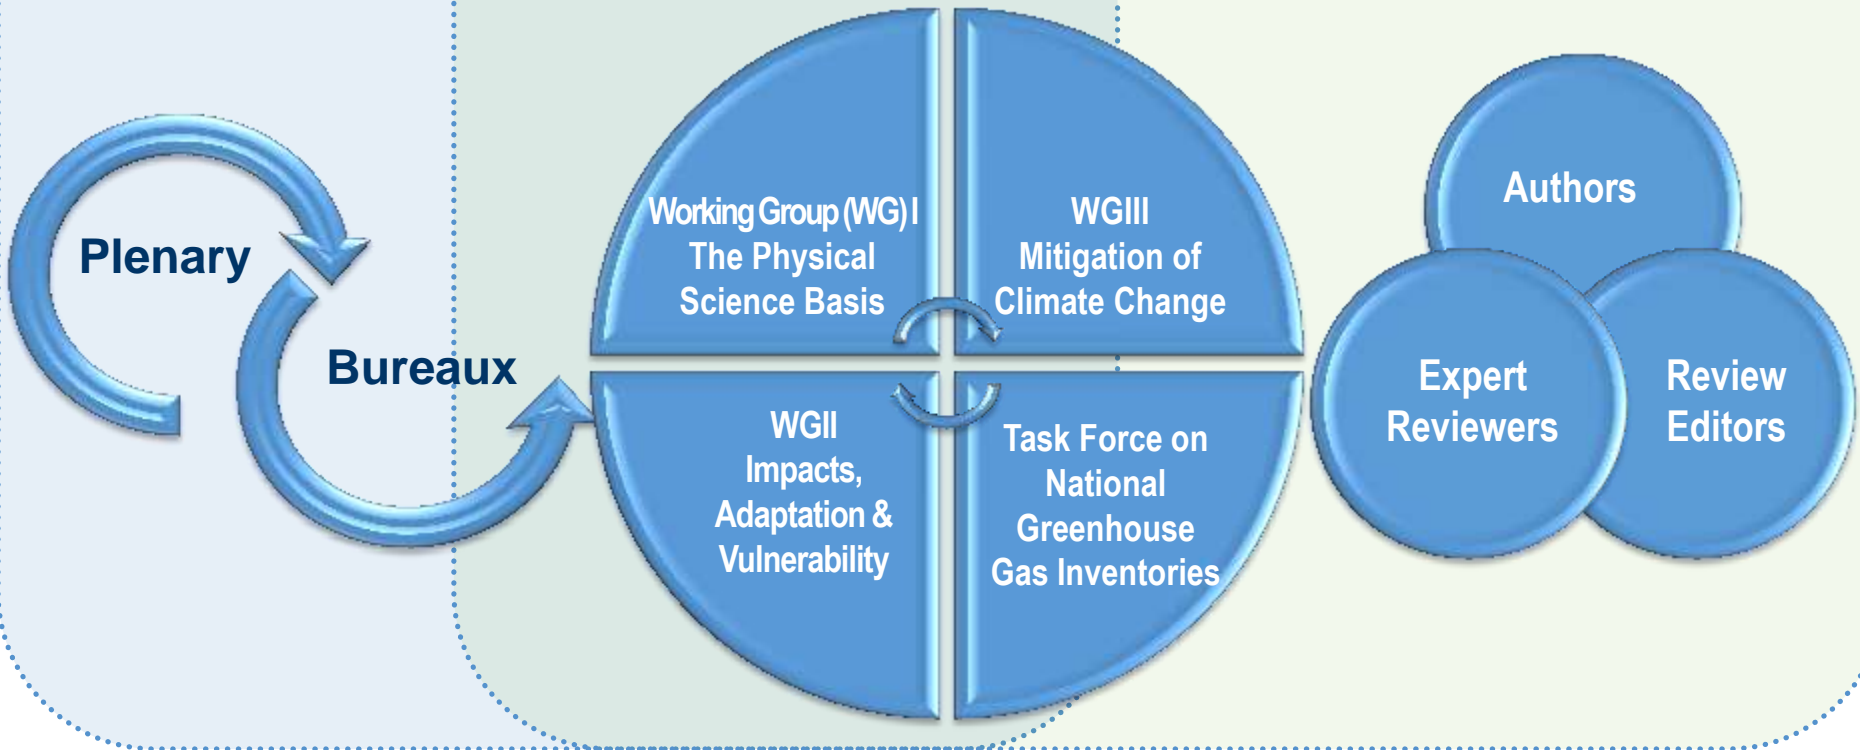 Plenary
Bureaux
Working Group (WG) I
The Physical
Science Basis
WGIII
Mitigation of
Climate Change
WGII
Impacts,
Adaptation &
Vulnerability
Task Force on
National
Greenhouse
Gas Inventories
Authors
Expert
Reviewers
Review
Editors